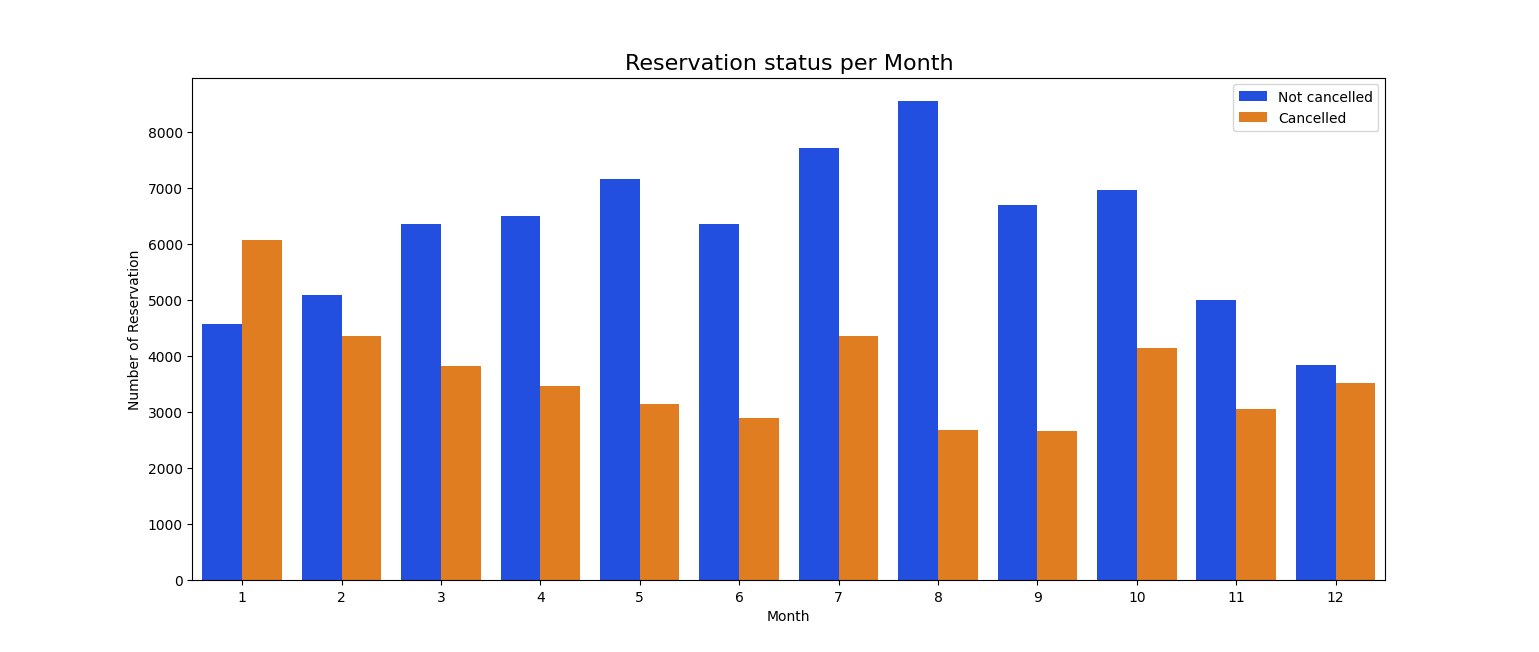 Reservation status per Month
Not cancelled
Cancelled
Number of Reservation
8000
7000
6000
5000
4000
3000
2000
1000
0
1 2 3 4 5 6 7 8 9 10 11 12
Month